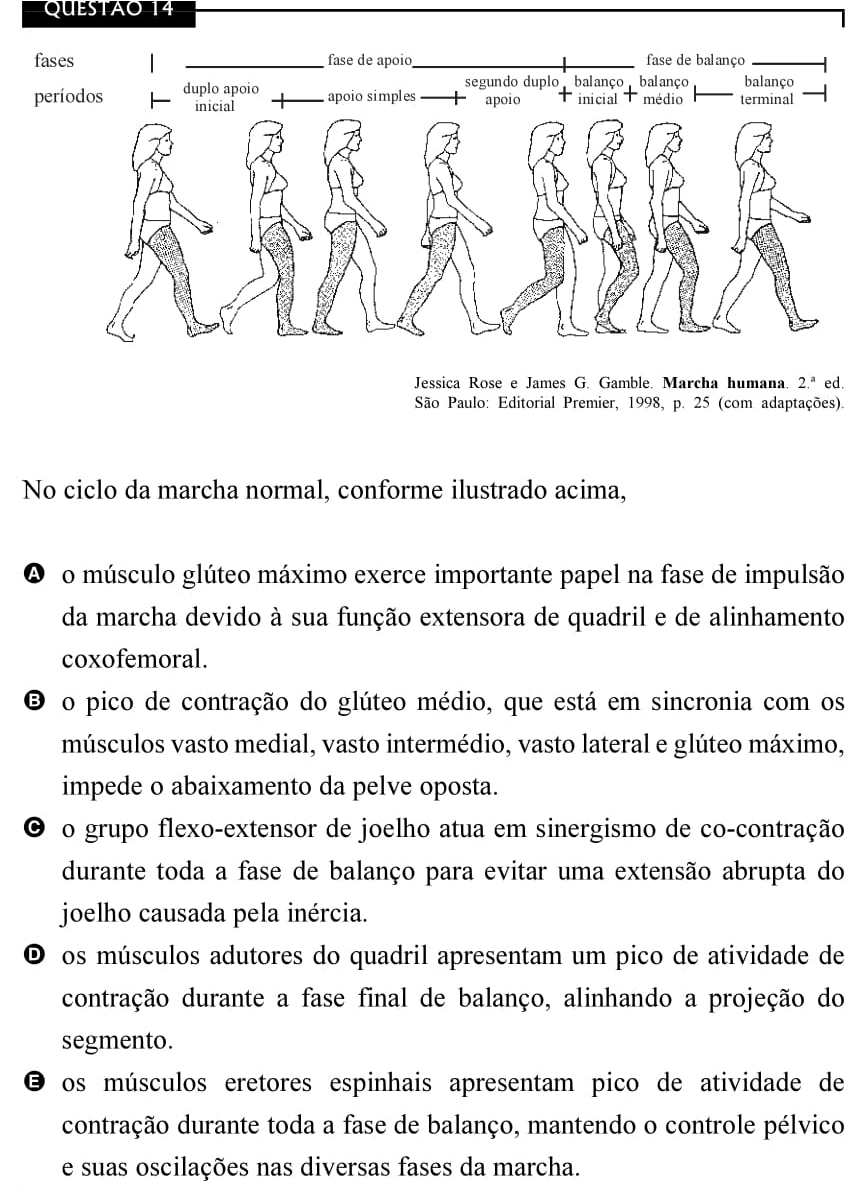 QUESTÃO 14
fases fase de apoio fase de balanço
períodos duplo apoio inicial apoio simples segundo duplo apoio balanço inicial balanço médio balanço terminal
Jessica Rose e James G. Gamble. Marcha humana. 2.ª ed.
São Paulo: Editorial Premier, 1998, p. 25 (com adaptações).
No ciclo da marcha normal, conforme ilustrado acima,
A o músculo glúteo máximo exerce importante papel na fase de impulsão
da marcha devido à sua função extensora de quadril e de alinhamento
coxofemoral.
B o pico de contração do glúteo médio, que está em sincronia com os
músculos vasto medial, vasto intermédio, vasto lateral e glúteo máximo,
impede o abaixamento da pelve oposta.
C o grupo flexo-extensor de joelho atua em sinergismo de co-contração
durante toda a fase de balanço para evitar uma extensão abrupta do
joelho causada pela inércia.
D os músculos adutores do quadril apresentam um pico de atividade de
contração durante a fase final de balanço, alinhando a projeção do
segmento.
E os músculos eretores espinhais apresentam pico de atividade de
contração durante toda a fase de balanço, mantendo o controle pélvico
e suas oscilações nas diversas fases da marcha.